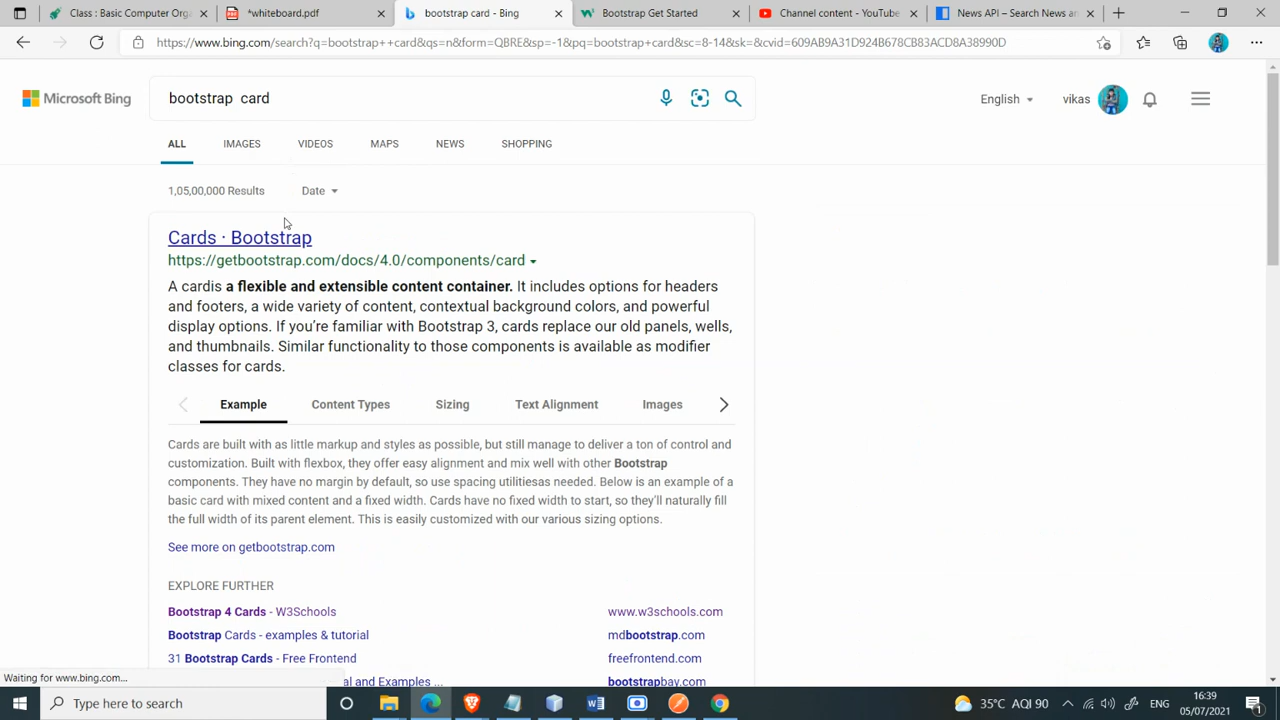 Class : Basic Computer Orga
*whiteboard.pdf
bootstrap card - Bing
Bootstrap Get Started
Channel content - YouTube
News API – Search News an
https://www.bing.com/search?q=bootstrap++card&qs=n&form=QBRE&sp=-1&pq=bootstrap+card&sc=8-14&sk=&cvid=609AB9A31D924B678CB83ACD8A38990D
Microsoft Bing
bootstrap  card
English
vikas
ALL IMAGES VIDEOS MAPS NEWS SHOPPING
1,05,00,000 Results Date
Cards · Bootstrap
https://getbootstrap.com/docs/4.0/components/card
A cardis a flexible and extensible content container. It includes options for headers
and footers, a wide variety of content, contextual background colors, and powerful
display options. If you’re familiar with Bootstrap 3, cards replace our old panels, wells,
and thumbnails. Similar functionality to those components is available as modifier
classes for cards.
Example Content Types Sizing Text Alignment Images
Cards are built with as little markup and styles as possible, but still manage to deliver a ton of control and
customization. Built with flexbox, they offer easy alignment and mix well with other Bootstrap
components. They have no margin by default, so use spacing utilitiesas needed. Below is an example of a
basic card with mixed content and a fixed width. Cards have no fixed width to start, so they’ll naturally fill
the full width of its parent element. This is easily customized with our various sizing options.
See more on getbootstrap.com
EXPLORE FURTHER
Bootstrap 4 Cards - W3Schools www.w3schools.com
Bootstrap Cards - examples & tutorial mdbootstrap.com
31 Bootstrap Cards - Free Frontend freefrontend.com
al and Examples ... bootstrapbay.com
Waiting for www.bing.com...
Type here to search
35°C AQI 90
ENG
16:39
05/07/2021